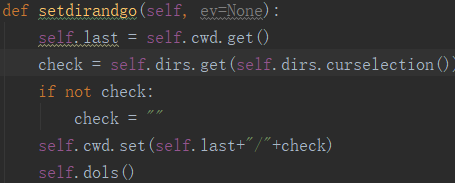 def setdirandgo(self, ev=None):
self.last = self.cwd.get()
check = self.dirs.get(self.dirs.curselection())
if not check:
check = ""
self.cwd.set(self.last+"/"+check)
self.dols()